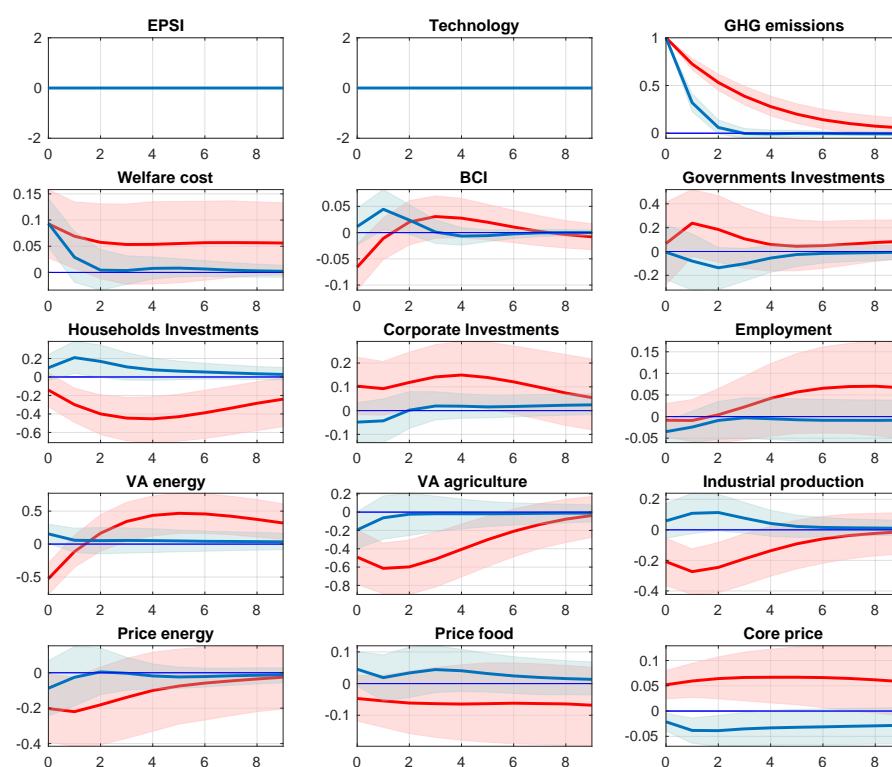 EPSI
Technology
GHG emissions
2
0
-2
0 2 4 6 8
2
0
-2
0 2 4 6 8
1
0.5
0
0 2 4 6 8
Welfare cost
BCI
Governments Investments
0.15
0.1
0.05
0
0 2 4 6 8
0.05
0
-0.05
-0.1
0 2 4 6 8
0.4
0.2
0
-0.2
0 2 4 6 8
Households Investments
Corporate Investments
Employment
0.2
0
-0.2
-0.4
-0.6
0 2 4 6 8
0.2
0.1
0
-0.1
0 2 4 6 8
0.15
0.1
0.05
0
-0.05
0 2 4 6 8
VA energy
VA agriculture
Industrial production
0.5
0
-0.5
0 2 4 6 8
0.2
0
-0.2
-0.4
-0.6
-0.8
0 2 4 6 8
0.2
0
-0.2
-0.4
0 2 4 6 8
Price energy
Price food
Core price
0
-0.2
-0.4
0 2 4 6 8
0.1
0
-0.1
0 2 4 6 8
0.1
0.05
0
-0.05
0 2 4 6 8